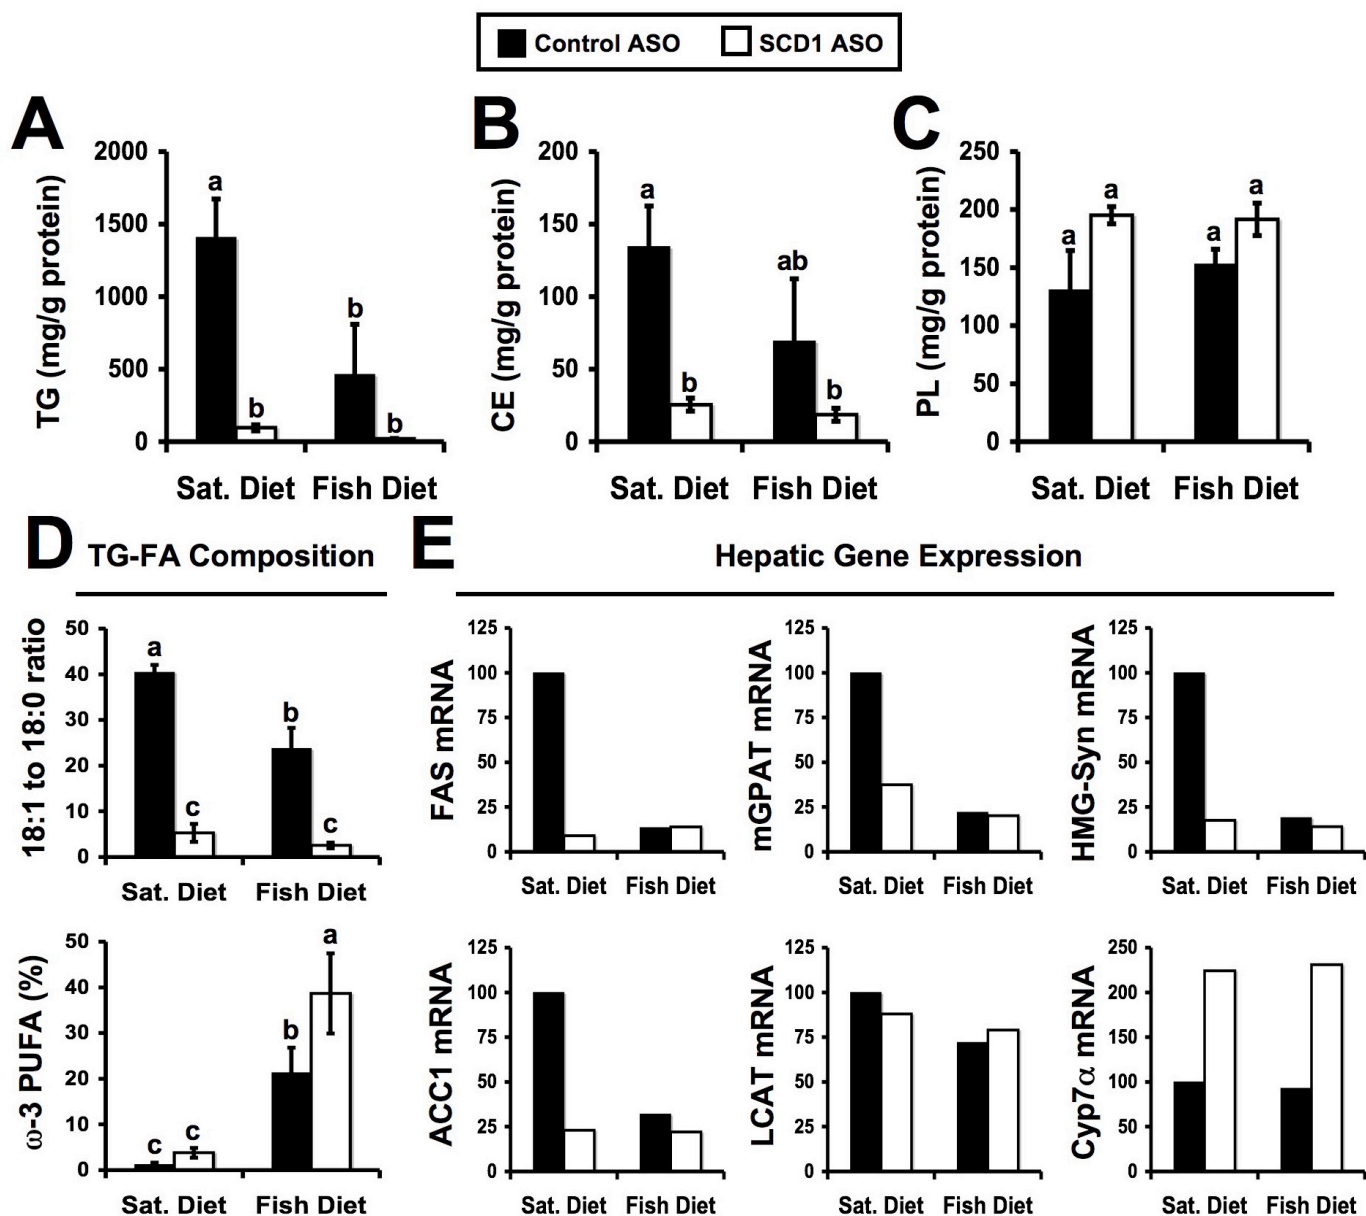 Control ASO SCD1 ASO
A
TG (mg/g protein)
2000
1500
1000
500
0
a
b
b
b
Sat. Diet Fish Diet
B
CE (mg/g protein)
200
150
100
50
0
a
b
ab
b
Sat. Diet Fish Diet
C
PL (mg/g protein)
250
200
150
100
50
0
a
a
a
a
Sat. Diet Fish Diet
D
TG-FA Composition
18:1 to 18:0 ratio
50
40
30
20
10
0
a
c
b
c
Sat. Diet Fish Diet
ω-3 PUFA (%)
50
40
30
20
10
0
c
c
b
a
Sat. Diet Fish Diet
E
Hepatic Gene Expression
FAS mRNA
125
100
75
50
25
0
Sat. Diet Fish Diet
mGPAT mRNA
125
100
75
50
25
0
Sat. Diet Fish Diet
HMG-Syn mRNA
125
100
75
50
25
0
Sat. Diet Fish Diet
ACC1 mRNA
125
100
75
50
25
0
Sat. Diet Fish Diet
LCAT mRNA
125
100
75
50
25
0
Sat. Diet Fish Diet
Cyp7α mRNA
250
200
150
100
50
0
Sat. Diet Fish Diet